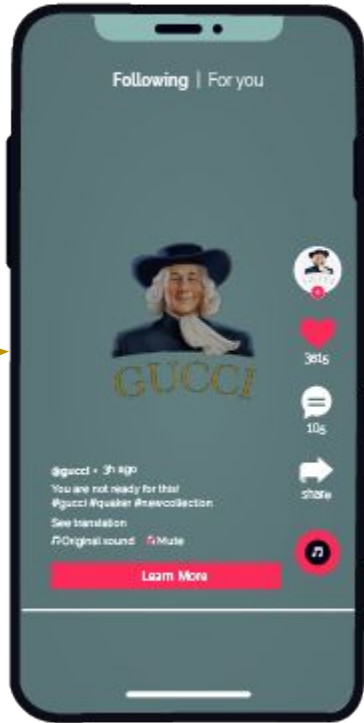 Following | For you
GUCCI
3815
105
share
@gucci • 3h ago
You are not ready for this!
#gucci #quaker #newcollection
See translation
Original sound Mute
Learn More